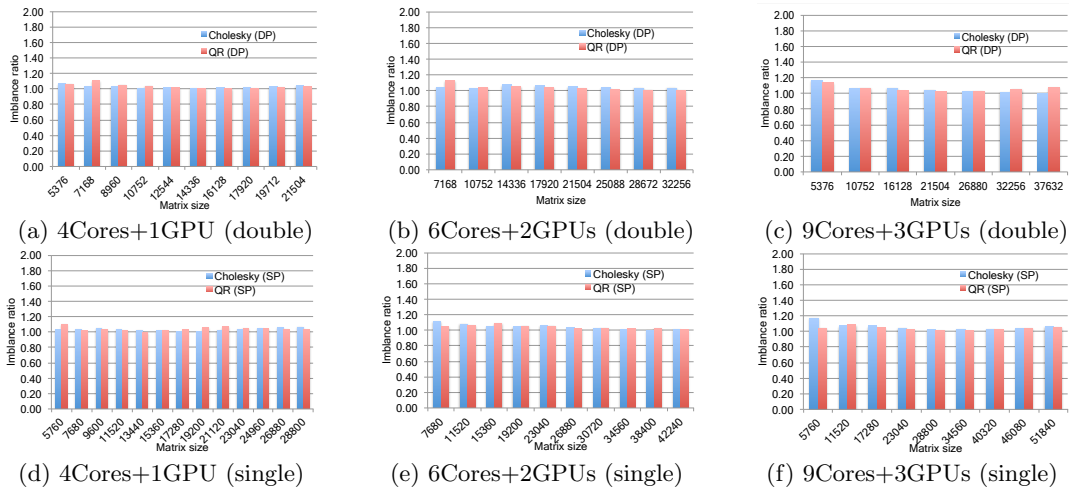 2.00
1.80
1.60
1.40
1.20
1.00
0.80
0.60
0.40
0.20
0.00
Imblance ratio
Cholesky (DP)
QR (DP)
5376 7168 8960 10752 12544 14336 16128 17920 19712 21504
Matrix size
(a) 4Cores+1GPU (double)
2.00
1.80
1.60
1.40
1.20
1.00
0.80
0.60
0.40
0.20
0.00
Imblance ratio
Cholesky (DP)
QR (DP)
7168 10752 14336 17920 21504 25088 28672 32256
Matrix size
(b) 6Cores+2GPUs (double)
2.00
1.80
1.60
1.40
1.20
1.00
0.80
0.60
0.40
0.20
0.00
Imblance ratio
Cholesky (DP)
QR (DP)
5376 10752 16128 21504 26880 32256 37632
Matrix size
(c) 9Cores+3GPUs (double)
2.00
1.80
1.60
1.40
1.20
1.00
0.80
0.60
0.40
0.20
0.00
Imblance ratio
Cholesky (SP)
QR (SP)
5760 7680 9600 11520 13440 15360 17280 19200 21120 23040 24960 26880 28800
Matrix size
(d) 4Cores+1GPU (single)
2.00
1.80
1.60
1.40
1.20
1.00
0.80
0.60
0.40
0.20
0.00
Imblance ratio
Cholesky (SP)
QR (SP)
7680 11520 15360 19200 23040 26880 30720 34560 38400 42240
Matrix size
(e) 6Cores+2GPUs (single)
2.00
1.80
1.60
1.40
1.20
1.00
0.80
0.60
0.40
0.20
0.00
Imblance ratio
Cholesky (SP)
QR (SP)
5760 11520 17280 23040 28800 34560 40320 46080 51840
Matrix size
(f) 9Cores+3GPUs (single)